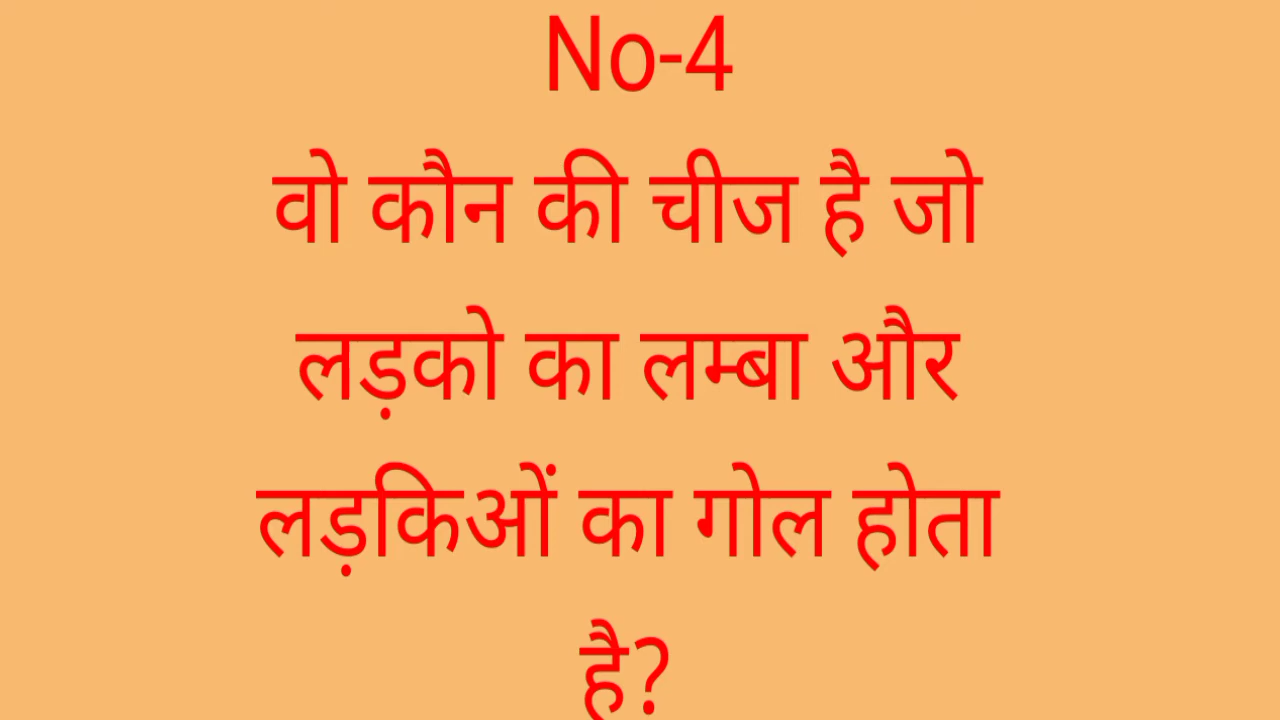 No-4
वो कौन की चीज है जो
लड़को का लम्बा और
लड़किओं का गोल होता
है?